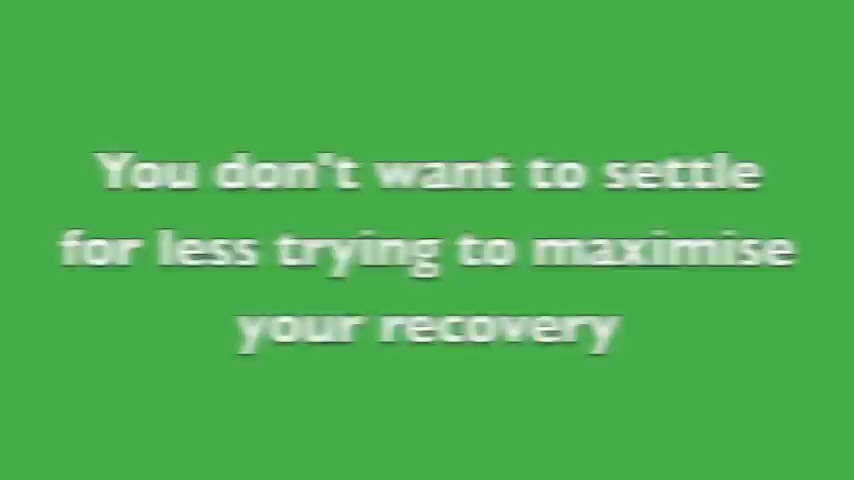 You don't want to settle
for less trying to maximise
your recovery